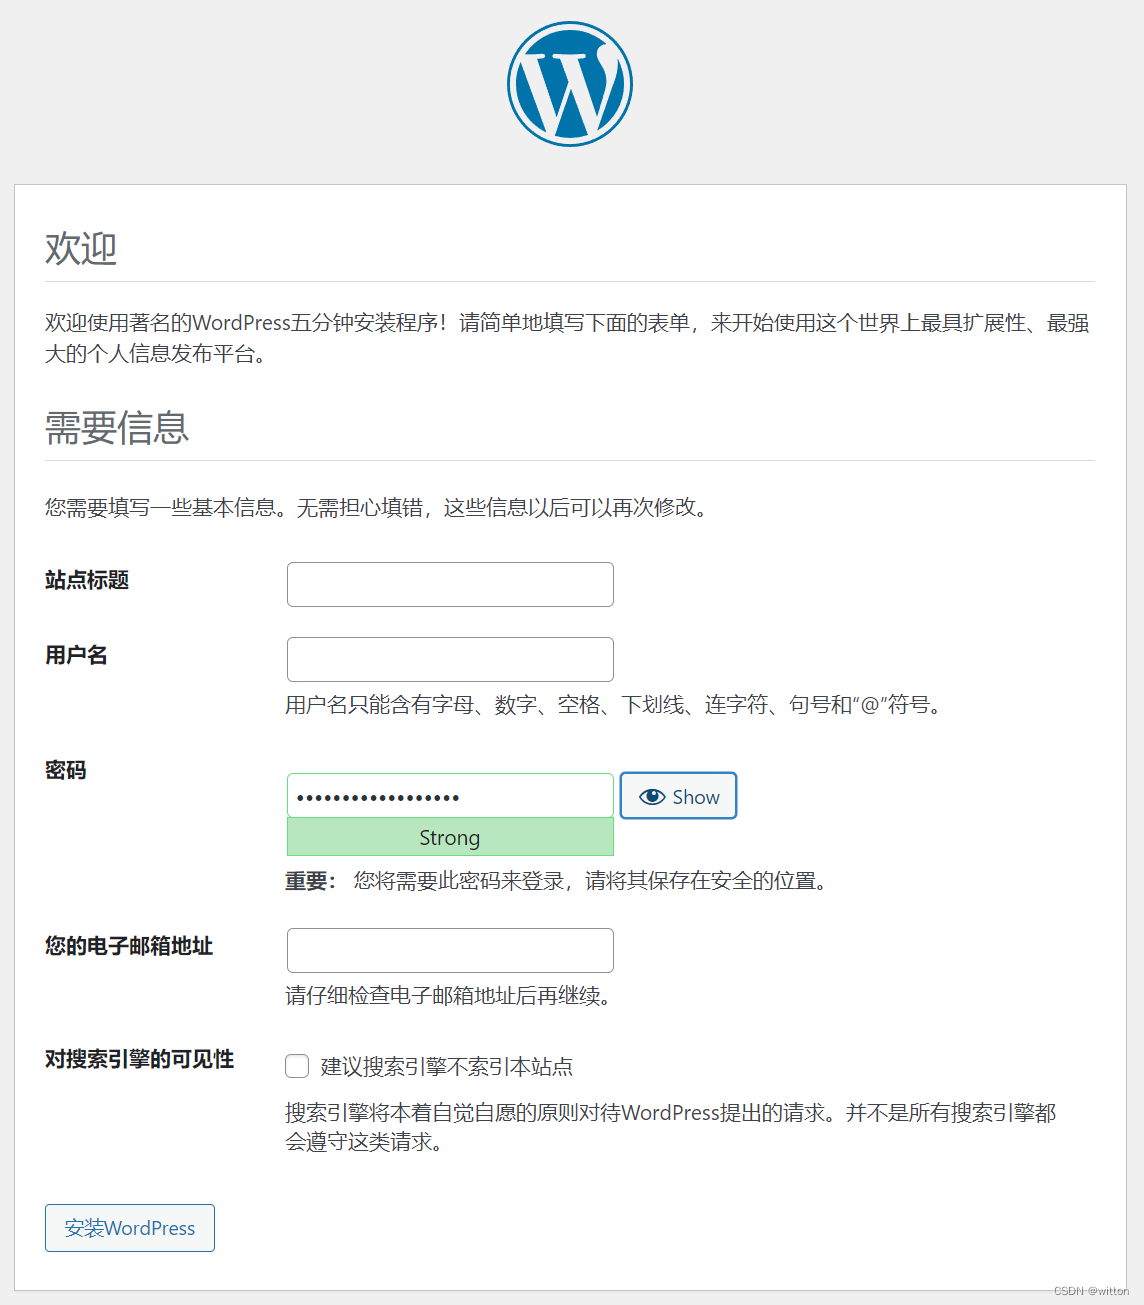 欢迎
欢迎使用著名的WordPress五分钟安装程序！请简单地填写下面的表单，来开始使用这个世界上最具扩展性、最强
大的个人信息发布平台。
需要信息
您需要填写一些基本信息。无需担心填错，这些信息以后可以再次修改。
站点标题
用户名
用户名只能含有字母、数字、空格、下划线、连字符、句号和“@”符号。
密码
•••••••••••••••••• Show
Strong
重要： 您将需要此密码来登录，请将其保存在安全的位置。
您的电子邮箱地址
请仔细检查电子邮箱地址后再继续。
对搜索引擎的可见性
建议搜索引擎不索引本站点
搜索引擎将本着自觉自愿的原则对待WordPress提出的请求。并不是所有搜索引擎都
会遵守这类请求。
安装WordPress
CSDN @witton